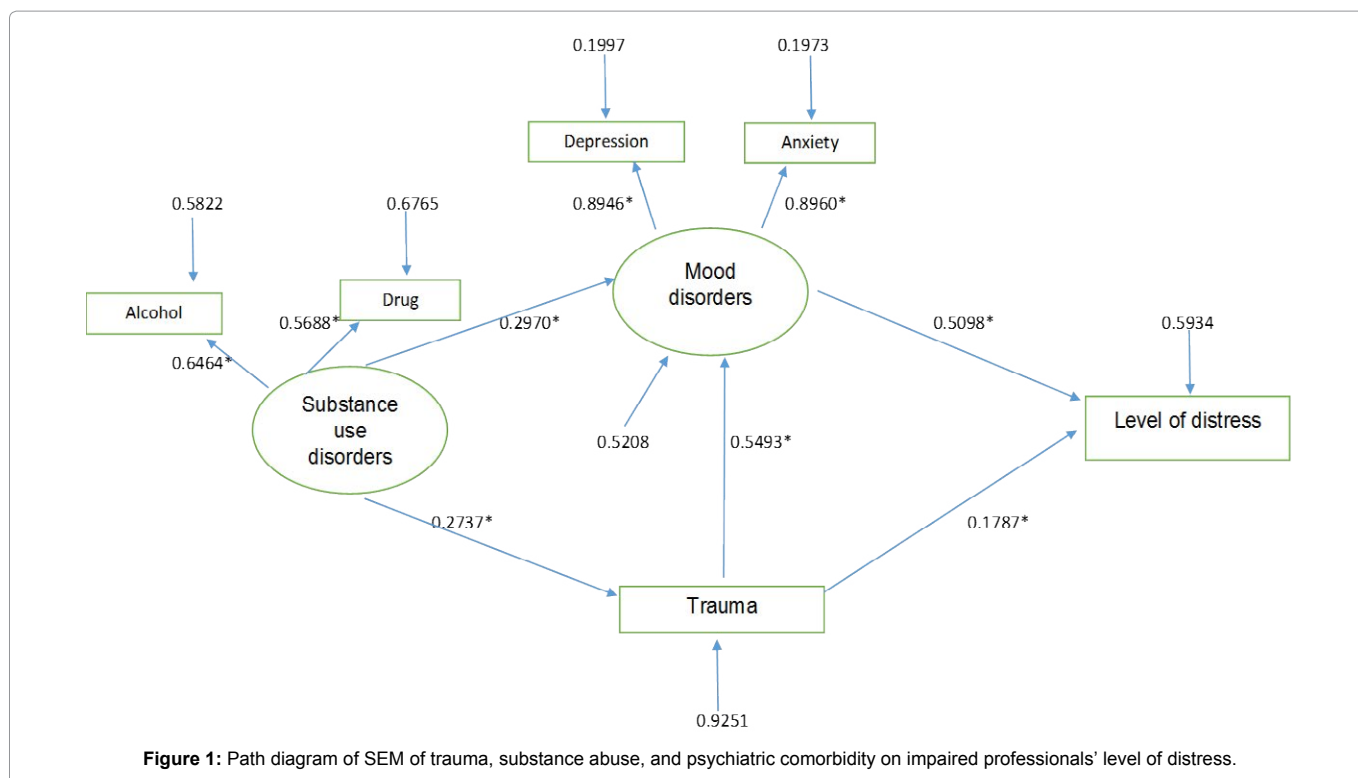 0.1997
0.1973
Depression
Anxiety
0.5822
0.6765
0.8946*
0.8960*
Alcohol
Drug
Mood
disorders
0.5688*
0.2970*
0.5098*
0.5934
0.6464*
Substance
use
disorders
0.5208
0.5493*
Level of distress
0.2737*
0.1787*
Trauma
0.9251
Figure 1: Path diagram of SEM of trauma, substance abuse, and psychiatric comorbidity on impaired professionals’ level of distress.